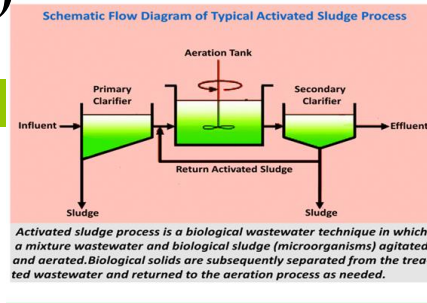 )
Schematic Flow Diagram of Typical Activated Sludge Process
Aeration Tank
Primary
Clarifier
Secondary
Clarifier
Influent
Effluent
Return Activated Sludge
Sludge
Sludge
Activated sludge process is a biological wastewater technique in which
a mixture wastewater and biological sludge (microorganisms) agitated
and aerated.Biological solids are subsequently separated from the trea
ted wastewater and returned to the aeration process as needed.